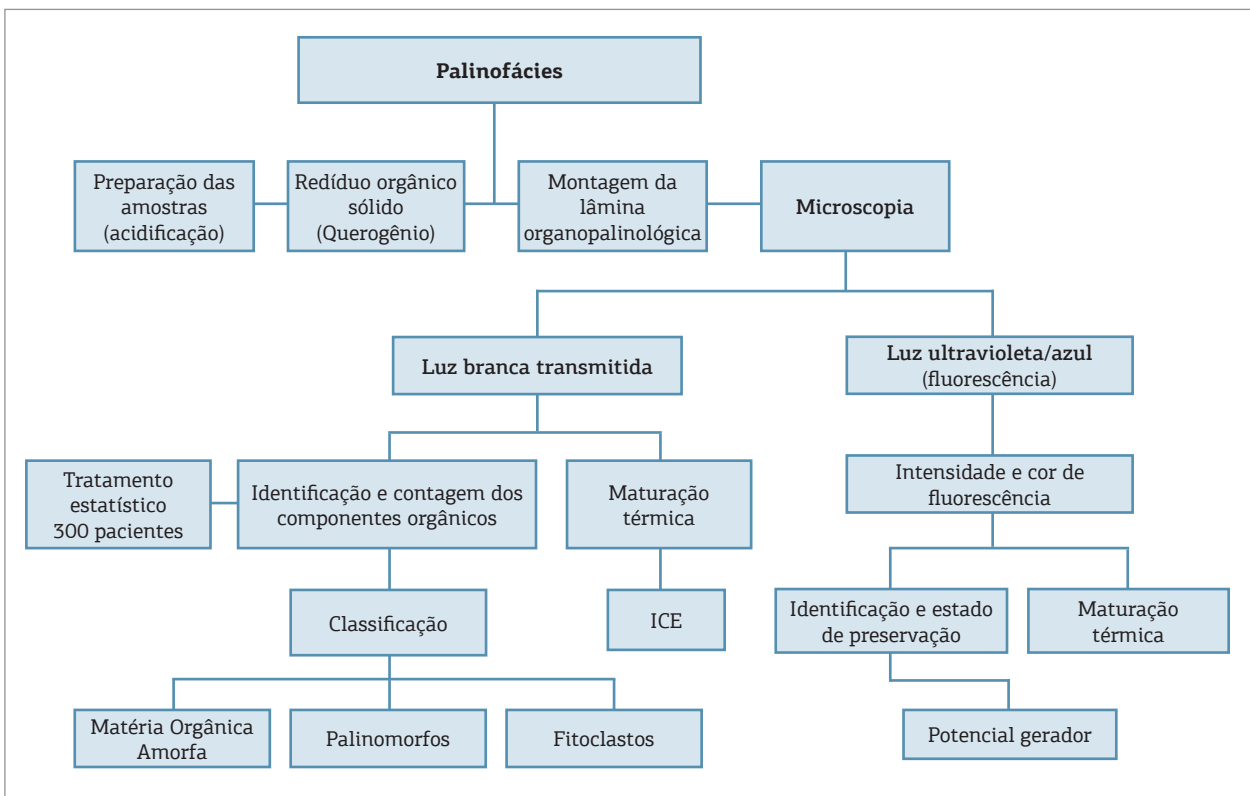 Palinofácies
Preparação das
amostras
(acidificação)
Redíduo orgânico
sólido
(Querogênio)
Montagem da
lâmina
organopalinológica
Microscopia
Luz branca transmitida
Luz ultravioleta/azul
(fluorescência)
Tratamento
estatístico
300 pacientes
Identificação e contagem dos
componentes orgânicos
Maturação
térmica
Intensidade e cor de
fluorescência
Classificação
ICE
Identificação e estado
de preservação
Maturação
térmica
Matéria Orgânica
Amorfa
Palinomorfos
Fitoclastos
Potencial gerador